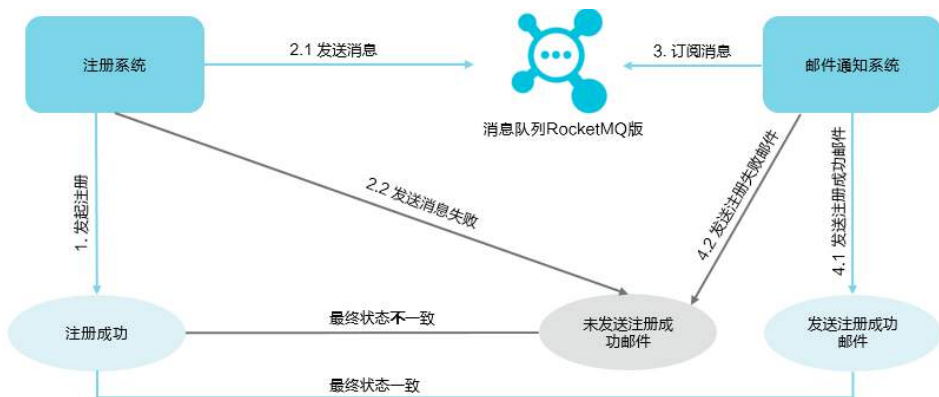 注册系统
2.1 发送消息
3. 订阅消息
邮件通知系统
消息队列RocketMQ版
1. 发起注册
2.2 发送消息失败
4.2 发送注册失败邮件
4.1 发送注册成功邮件
注册成功
最终状态不一致
未发送注册成
功邮件
发送注册成功
邮件
最终状态一致